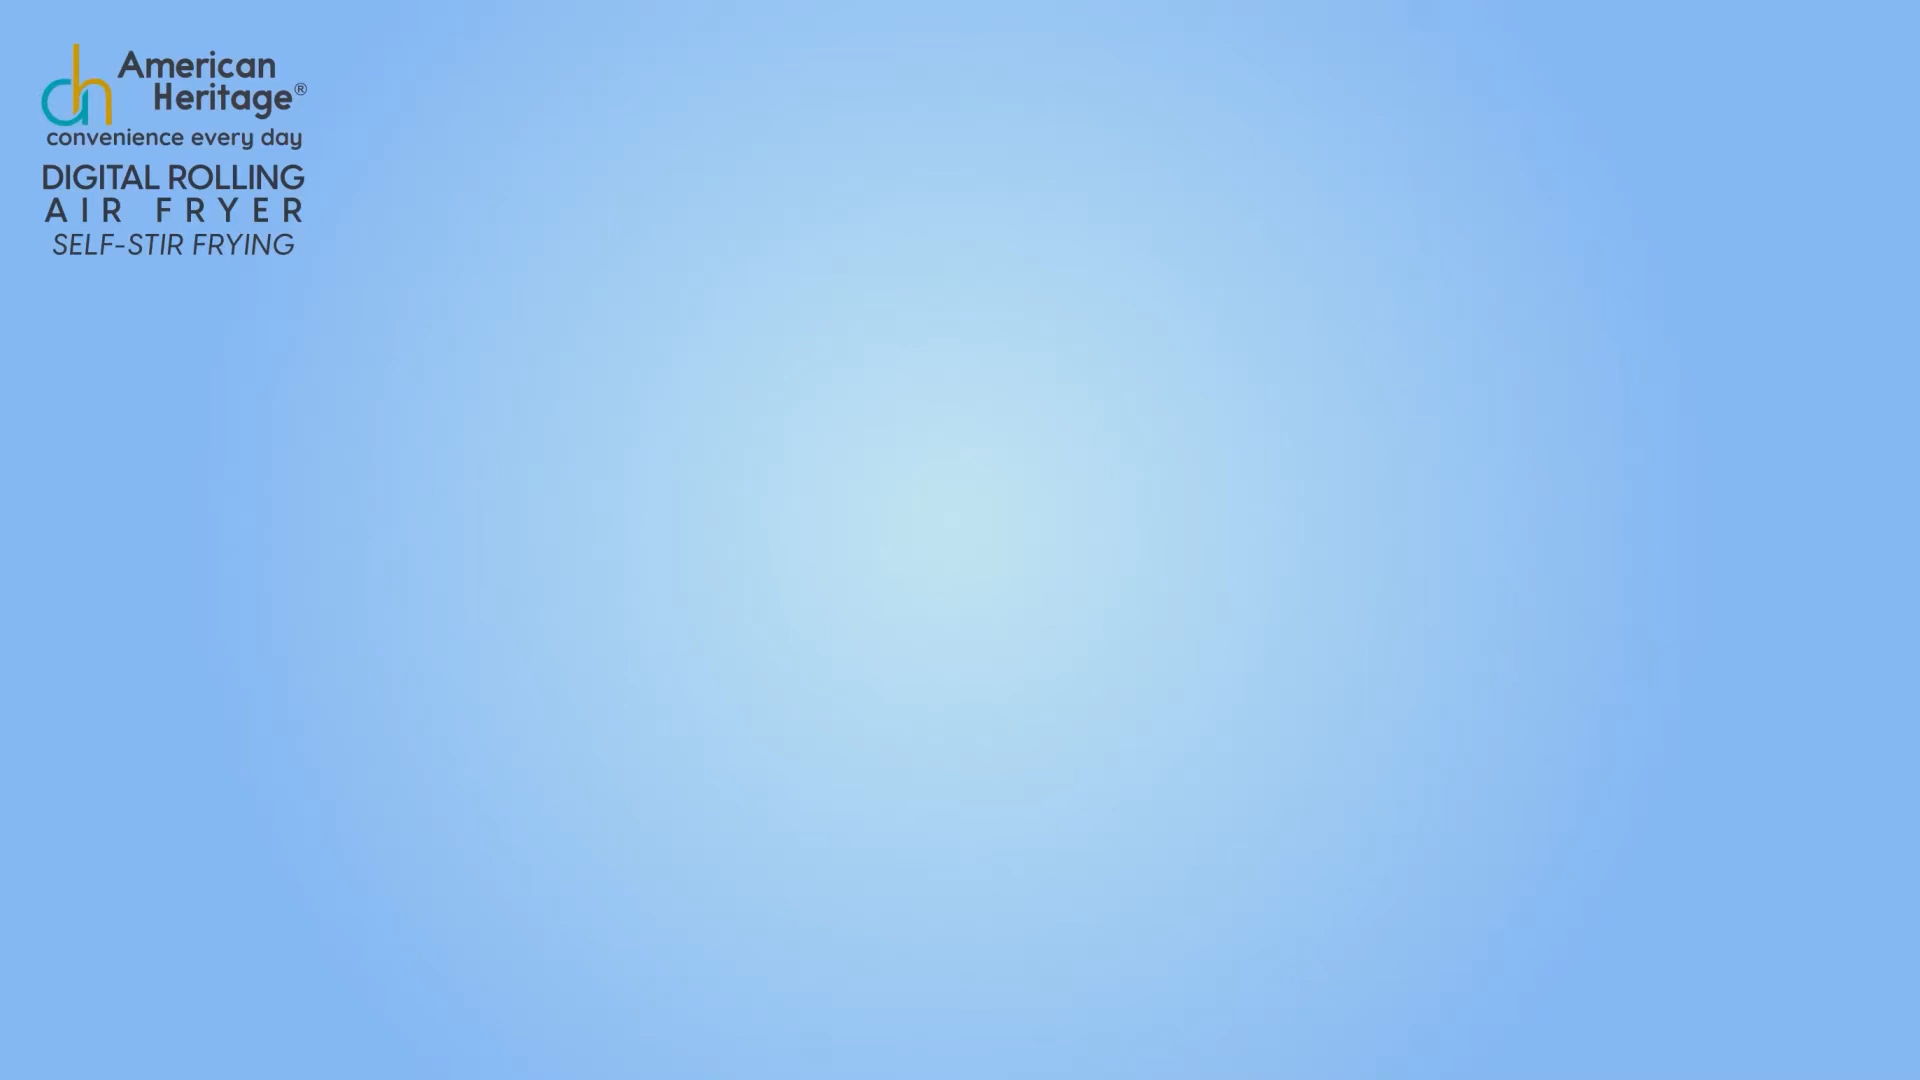 American
Heritage®
convenience every day
DIGITAL ROLLING
AIR FRYER
SELF-STIR FRYING